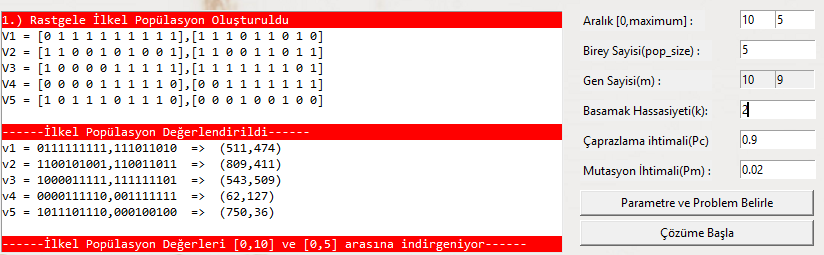 1.) Rastgele İlkel Popülasyon Oluşturuldu
V1 = [0 1 1 1 1 1 1 1 1 1],[1 1 1 0 1 1 0 1 0]
V2 = [1 1 0 0 1 0 1 0 0 1],[1 1 0 0 1 1 0 1 1]
V3 = [1 0 0 0 0 1 1 1 1 1],[1 1 1 1 1 1 1 0 1]
V4 = [0 0 0 0 1 1 1 1 1 0],[0 0 1 1 1 1 1 1 1]
V5 = [1 0 1 1 1 0 1 1 1 0],[0 0 0 1 0 0 1 0 0]
------İlkel Popülasyon Değerlendirildi------
v1 = 0111111111,111011010 => (511,474)
v2 = 1100101001,110011011 => (809,411)
v3 = 1000011111,111111101 => (543,509)
v4 = 0000111110,001111111 => (62,127)
v5 = 1011101110,000100100 => (750,36)
------İlkel Popülasyon Değerleri [0,10] ve [0,5] arasına indirgeniyor------
Aralık [0,maximum] : 10 5
Birey Sayisi(pop_size) : 5
Gen Sayisi(m) : 10 9
Basamak Hassasiyeti(k): 2
Çaprazlama ihtimali(Pc) 0.9
Mutasyon İhtimali(Pm) : 0.02
Parametre ve Problem Belirle
Çözüme Başla